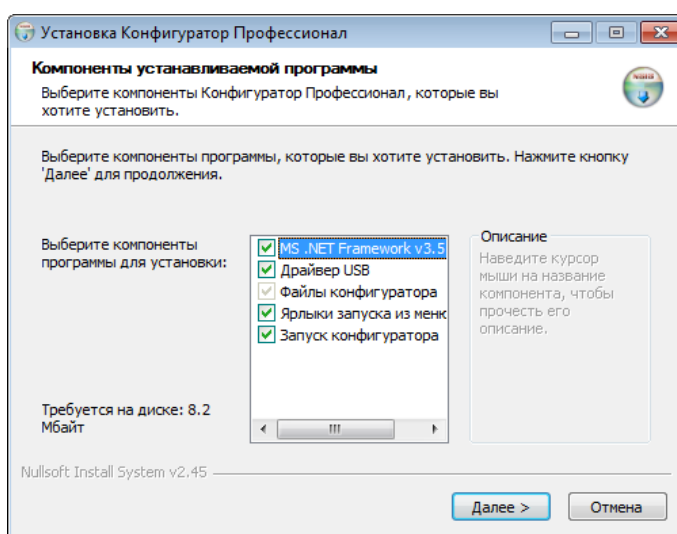 Установка Конфигуратор Профессионал
Компоненты устанавливаемой программы
Выберите компоненты Конфигуратор Профессионал, которые вы
хотите установить.
Выберите компоненты программы, которые вы хотите установить. Нажмите кнопку
'Далее' для продолжения.
Выберите компоненты
программы для установки:
MS .NET Framework v3.5
Драйвер USB
Файлы конфигуратора
Ярлыки запуска из меню
Запуск конфигуратора
Описание
Наведите курсор
мыши на название
компонента, чтобы
прочесть его
описание.
Требуется на диске: 8.2
Мбайт
Nullsoft Install System v2.45
Далее >
Отмена